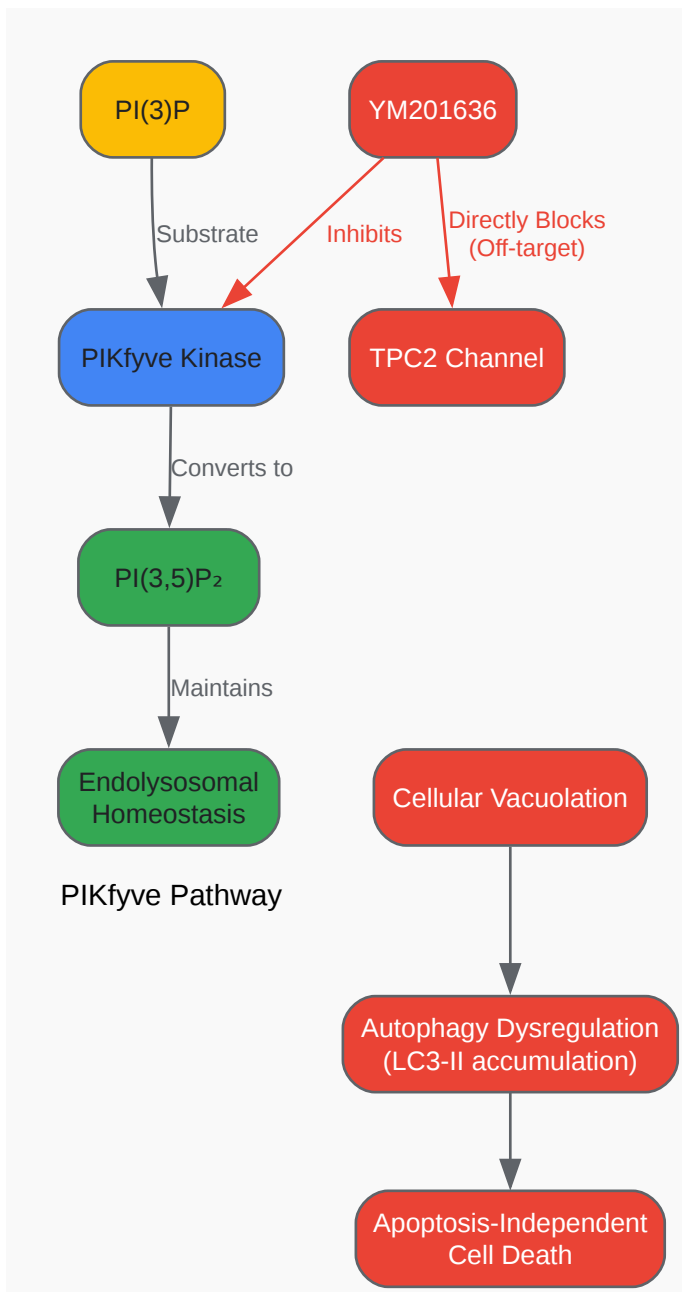 PI(3)P
YM201636
Substrate
Inhibits
Directly Blocks
(Off-target)
PIKfyve Kinase
TPC2 Channel
Converts to
PI(3,5)P₂
Maintains
Endolysosomal
Homeostasis
Cellular Vacuolation
PIKfyve Pathway
Autophagy Dysregulation
(LC3-II accumulation)
Apoptosis-Independent
Cell Death